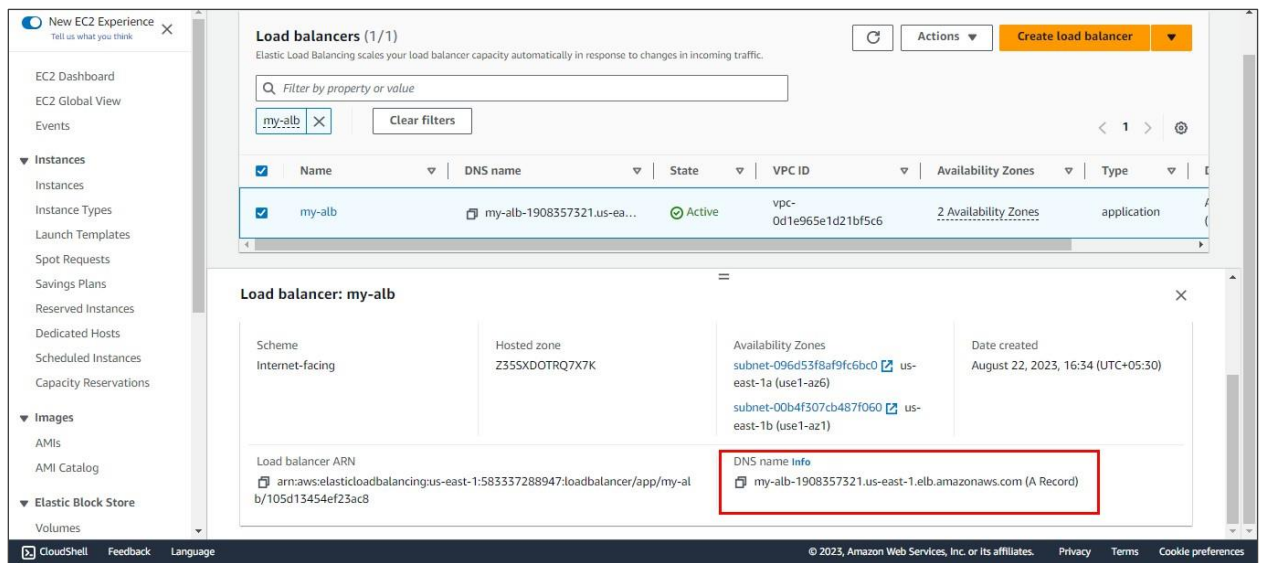 New EC2 Experience
Tell us what you think
EC2 Dashboard
EC2 Global View
Events
Instances
Instances
Instance Types
Launch Templates
Spot Requests
Savings Plans
Reserved Instances
Dedicated Hosts
Scheduled Instances
Capacity Reservations
Images
AMIs
AMI Catalog
Elastic Block Store
Volumes
Load balancers (1/1)
Elastic Load Balancing scales your load balancer capacity automatically in response to changes in incoming traffic.
Actions
Create load balancer
Filter by property or value
my-alb
Clear filters
1
Name DNS name State VPC ID Availability Zones Type
my-alb my-alb-1908357321.us-ea... Active vpc-
0d1e965e1d21bf5c6 2 Availability Zones application
Load balancer: my-alb
Scheme
Internet-facing
Hosted zone
Z35SXDOTRQ7X7K
Availability Zones
subnet-096d53f8af9fc6bc0 us-
east-1a (use1-az6)
subnet-00b4f307cb487f060 us-
east-1b (use1-az1)
Date created
August 22, 2023, 16:34 (UTC+05:30)
Load balancer ARN
arn:aws:elasticloadbalancing:us-east-1:583337288947:loadbalancer/app/my-al
b/105d13454ef23ac8
DNS name Info
my-alb-1908357321.us-east-1.elb.amazonaws.com (A Record)
CloudShell Feedback Language
© 2023, Amazon Web Services, Inc. or its affiliates. Privacy Terms Cookie preferences